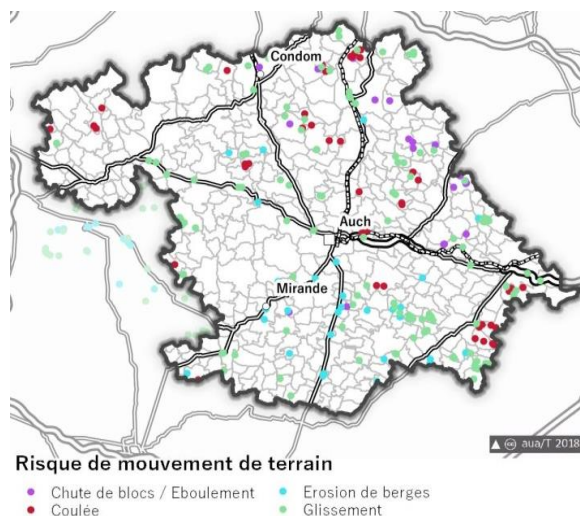 Condom
Auch
Mirande
aua/T 2018
Risque de mouvement de terrain
Chute de blocs / Eboulement
Erosion de berges
Coulée
Glissement